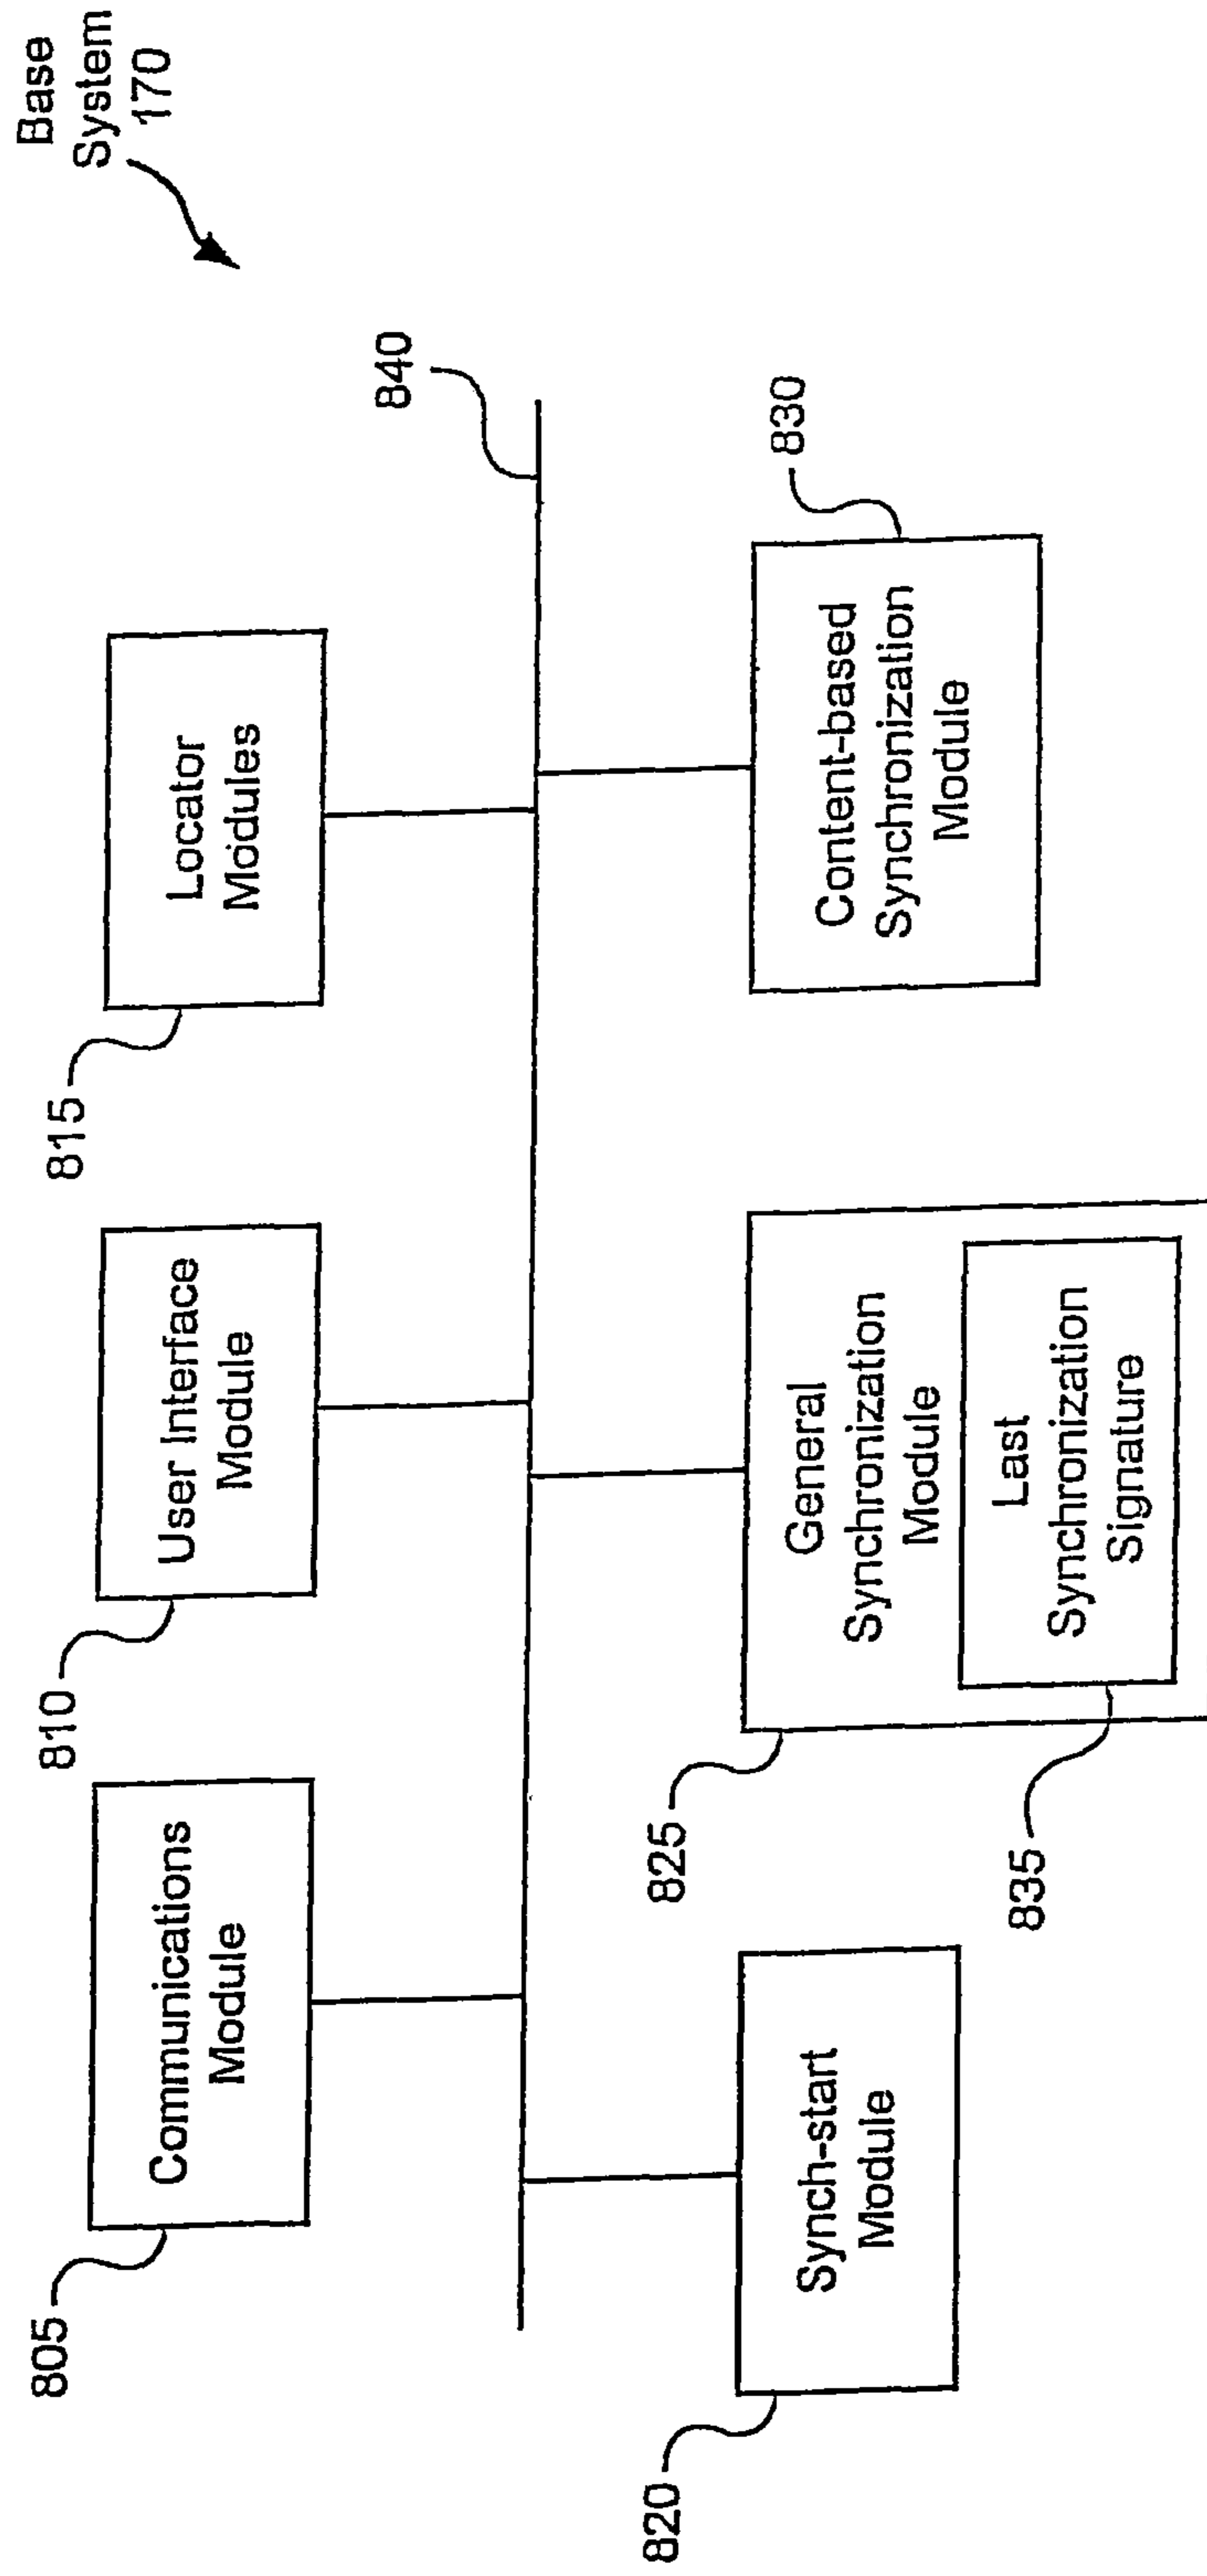 Base
System
170
805
Communications
Module
810
User Interface
Module
815
Locator
Modules
840
820
Synch-start
Module
825
General
Synchronization
Module
835
Last
Synchronization
Signature
830
Content-based
Synchronization
Module